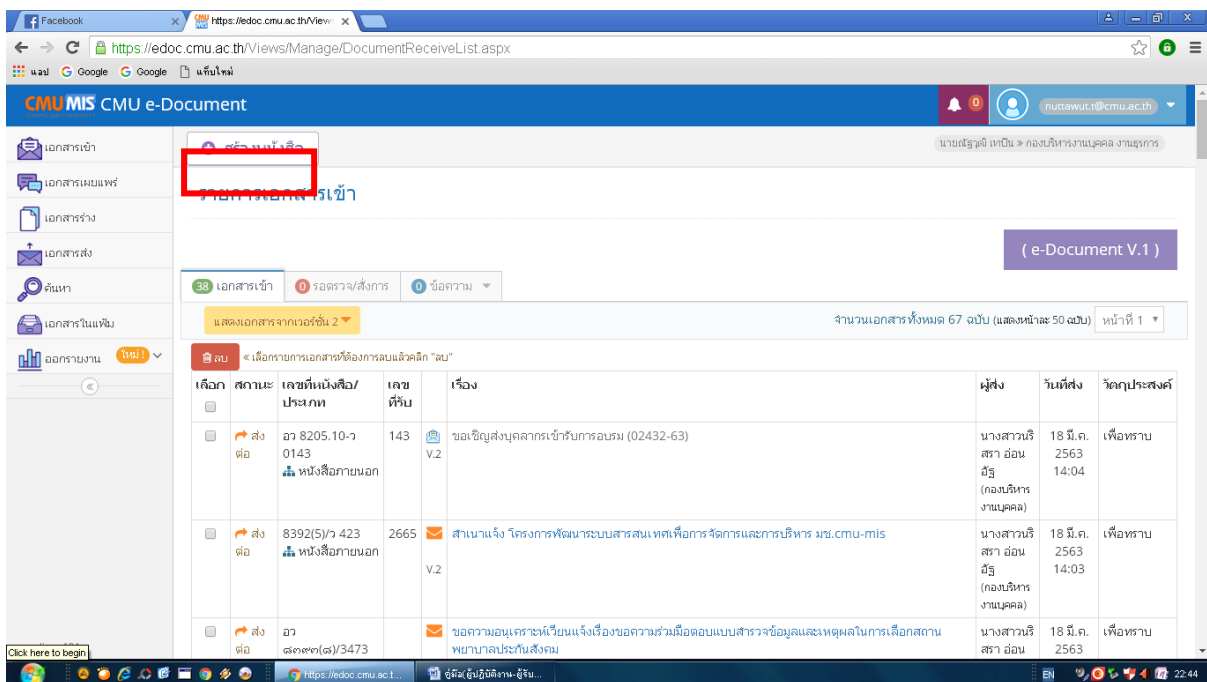 Facebook
https://edoc.cmu.ac.th/View
https://edoc.cmu.ac.th/Views/Manage/DocumentReceiveList.aspx
แอป
Google
Google
แท็บใหม่
CMU MIS CMU e-Document
0
nuttawut.t@cmu.ac.th
เอกสารเข้า
เอกสารเผยแพร่
เอกสารร่าง
เอกสารส่ง
ค้นหา
เอกสารในแฟ้ม
ออกรายงาน
ใหม่ !
สร้างหนังสือ
นายณัฐวุฒิ เทปิน » กองบริหารงานบุคคล งานธุรการ
รายการเอกสารเข้า
( e-Document V.1 )
38 เอกสารเข้า
0 รอตรวจ/สั่งการ
0 ข้อความ
แสดงเอกสารจากเวอร์ชั่น 2
จำนวนเอกสารทั้งหมด 67 ฉบับ (แสดงหน้าละ 50 ฉบับ)
หน้าที่ 1
ลบ
« เลือกรายการเอกสารที่ต้องการลบแล้วคลิก "ลบ"
เลือก
สถานะ
เลขที่หนังสือ/
ประเภท
เลข
ที่รับ
เรื่อง
ผู้ส่ง
วันที่ส่ง
วัตถุประสงค์
ส่ง
ต่อ
อว 8205.10-ว
0143
หนังสือภายนอก
143
V.2
ขอเชิญส่งบุคลากรเข้ารับการอบรม (02432-63)
นางสาวนริ
สรา อ่อน
อัฐ
(กองบริหาร
งานบุคคล)
18 มี.ค.
2563
14:04
เพื่อทราบ
ส่ง
ต่อ
8392(5)/ว 423
หนังสือภายนอก
2665
V.2
สำเนาแจ้ง โครงการพัฒนาระบบสารสนเทศเพื่อการจัดการและการบริหาร มช.cmu-mis
นางสาวนริ
สรา อ่อน
อัฐ
(กองบริหาร
งานบุคคล)
18 มี.ค.
2563
14:03
เพื่อทราบ
ส่ง
ต่อ
อว
๘๓๙๓(๘)/3473
ขอความอนุเคราะห์เวียนแจ้งเรื่องขอความร่วมมือตอบแบบสำรวจข้อมูลและเหตุผลในการเลือกสถาน
พยาบาลประกันสังคม
นางสาวนริ
สรา อ่อน
18 มี.ค.
2563
เพื่อทราบ
Click here to begin
https://edoc.cmu.ac.t...
คู่มือ(ผู้ปฏิบัติงาน-ผู้รับ...
EN
22:44